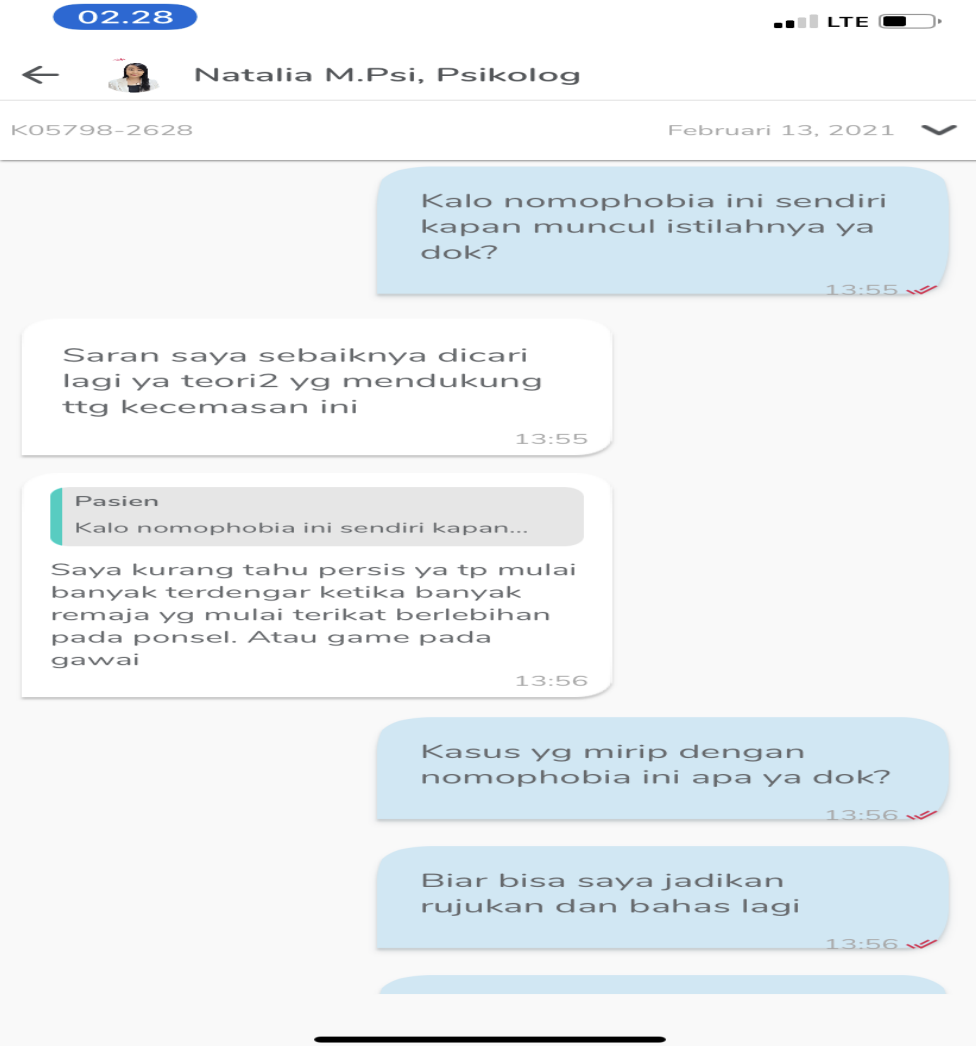 02.28
LTE
Natalia M.Psi, Psikolog
K05798-2628
Februari 13, 2021
Kalo nomophobia ini sendiri
kapan muncul istilahnya ya
dok?
13:55
Saran saya sebaiknya dicari
lagi ya teori2 yg mendukung
ttg kecemasan ini
13:55
Pasien
Kalo nomophobia ini sendiri kapan...
Saya kurang tahu persis ya tp mulai
banyak terdengar ketika banyak
remaja yg mulai terikat berlebihan
pada ponsel. Atau game pada
gawai
13:56
Kasus yg mirip dengan
nomophobia ini apa ya dok?
13:56
Biar bisa saya jadikan
rujukan dan bahas lagi
13:56